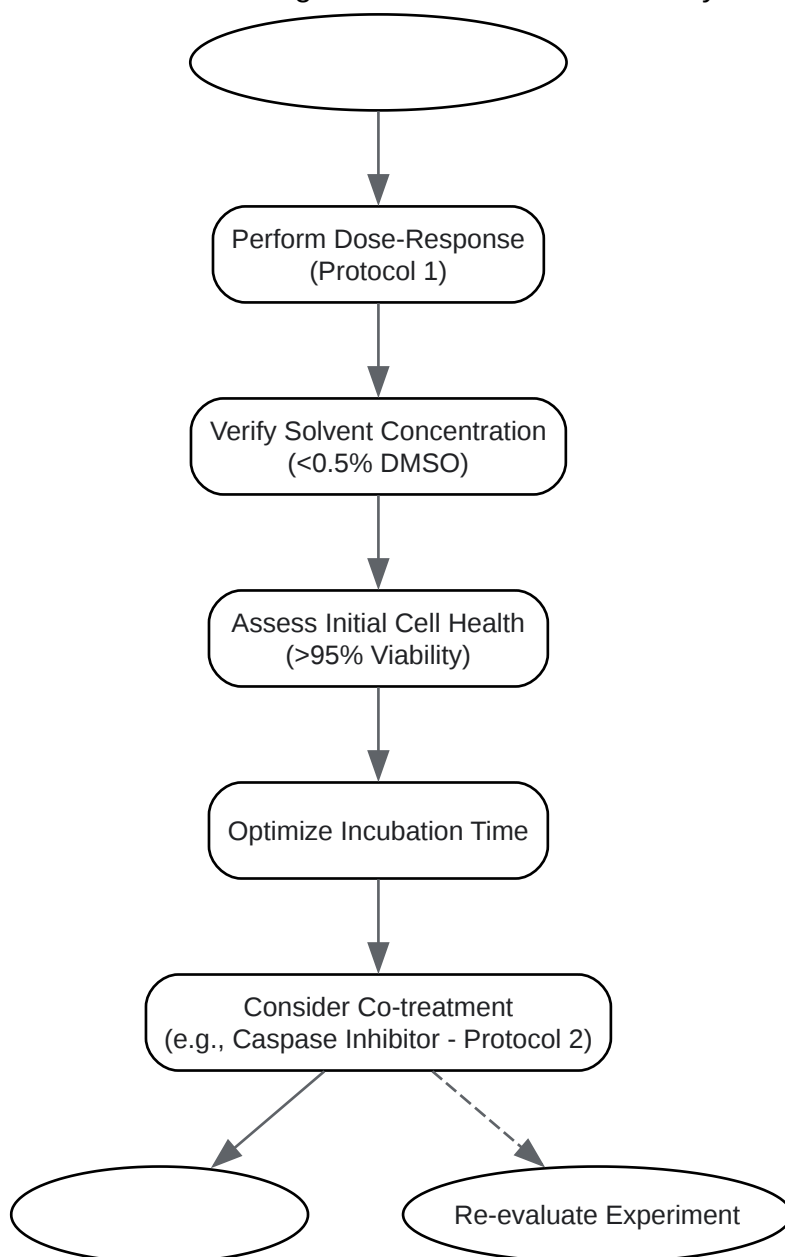 Perform Dose-Response
(Protocol 1)
Verify Solvent Concentration
(<0.5% DMSO)
Assess Initial Cell Health
(>95% Viability)
Optimize Incubation Time
Consider Co-treatment
(e.g., Caspase Inhibitor - Protocol 2)
Re-evaluate Experiment